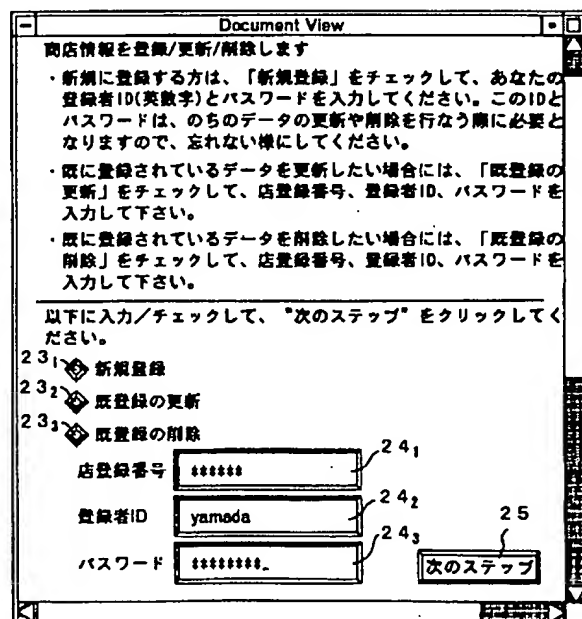 Document View
商店情報を登録/更新/削除します
・新規に登録する方は、「新規登録」をチェックして、あなたの
登録者ID(英数字)とパスワードを入力してください。このIDと
パスワードは、のちのデータの更新や削除を行なう際に必要と
なりますので、忘れない様にしてください。
・既に登録されているデータを更新したい場合には、「既登録の
更新」をチェックして、店登録番号、登録者ID、パスワードを
入力して下さい。
・既に登録されているデータを削除したい場合には、「既登録の
削除」をチェックして、店登録番号、登録者ID、パスワードを
入力して下さい。
以下に入力/チェックして、"次のステップ"をクリックしてく
ださい。
23₁ 新規登録
23₂ 既登録の更新
23₃ 既登録の削除
店登録番号 ****** 24₁
登録者ID yamada 24₂
パスワード ********_ 24₃
25
次のステップ